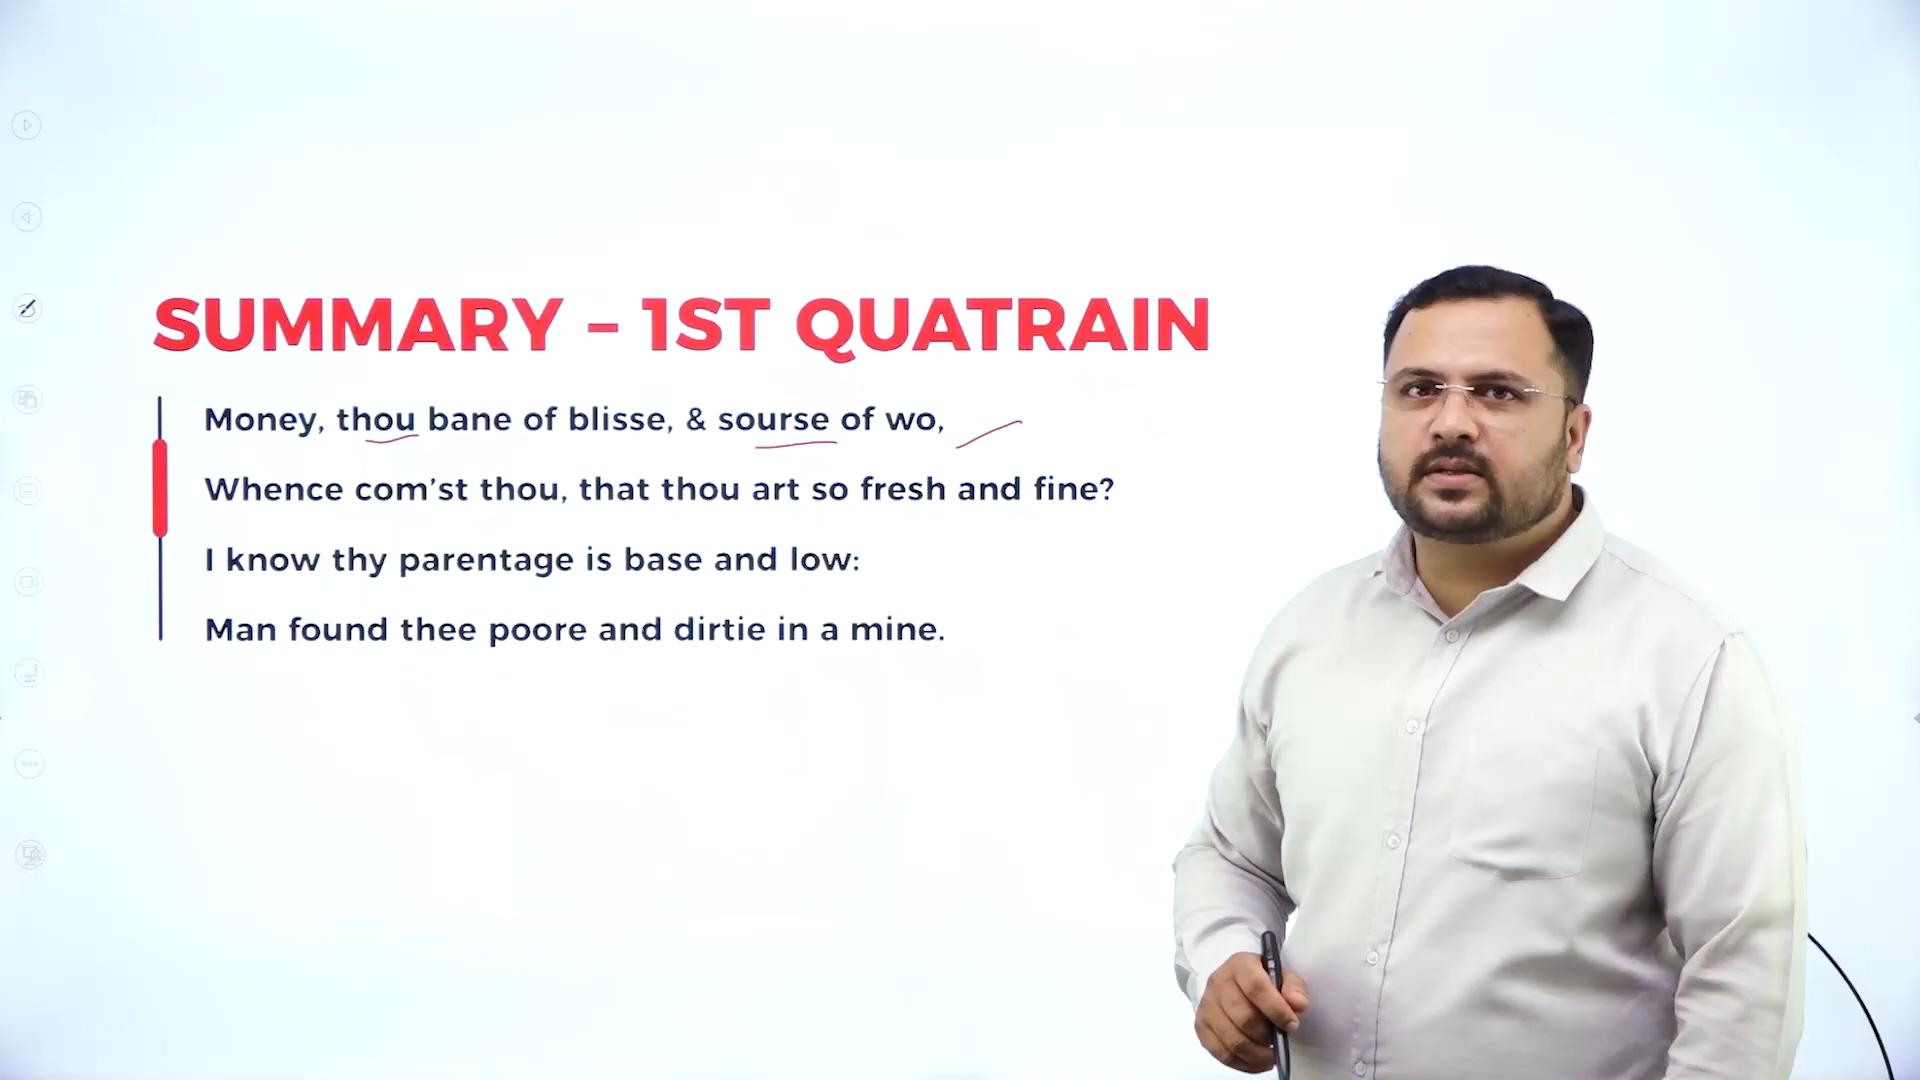 SUMMARY – 1ST QUATRAIN
Money, thou bane of blisse, & sourse of wo,
Whence com’st thou, that thou art so fresh and fine?
I know thy parentage is base and low:
Man found thee poore and dirtie in a mine.